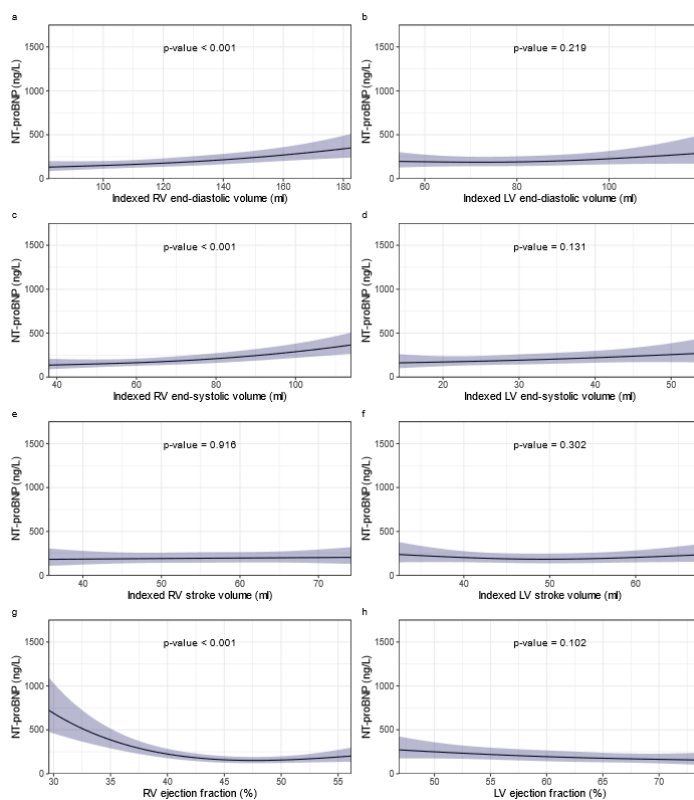 a
NT-proBNP (ng/L)
1500
1000
500
0
p-value < 0.001
100 120 140 160 180
Indexed RV end-diastolic volume (ml)
b
NT-proBNP (ng/L)
1500
1000
500
0
p-value = 0.219
60 80 100
Indexed LV end-diastolic volume (ml)
c
NT-proBNP (ng/L)
1500
1000
500
0
p-value < 0.001
40 60 80 100
Indexed RV end-systolic volume (ml)
d
NT-proBNP (ng/L)
1500
1000
500
0
p-value = 0.131
20 30 40 50
Indexed LV end-systolic volume (ml)
e
NT-proBNP (ng/L)
1500
1000
500
0
p-value = 0.916
40 50 60 70
Indexed RV stroke volume (ml)
f
NT-proBNP (ng/L)
1500
1000
500
0
p-value = 0.302
40 50 60
Indexed LV stroke volume (ml)
g
NT-proBNP (ng/L)
1500
1000
500
0
p-value < 0.001
30 35 40 45 50 55
RV ejection fraction (%)
h
NT-proBNP (ng/L)
1500
1000
500
0
p-value = 0.102
50 60 70
LV ejection fraction (%)